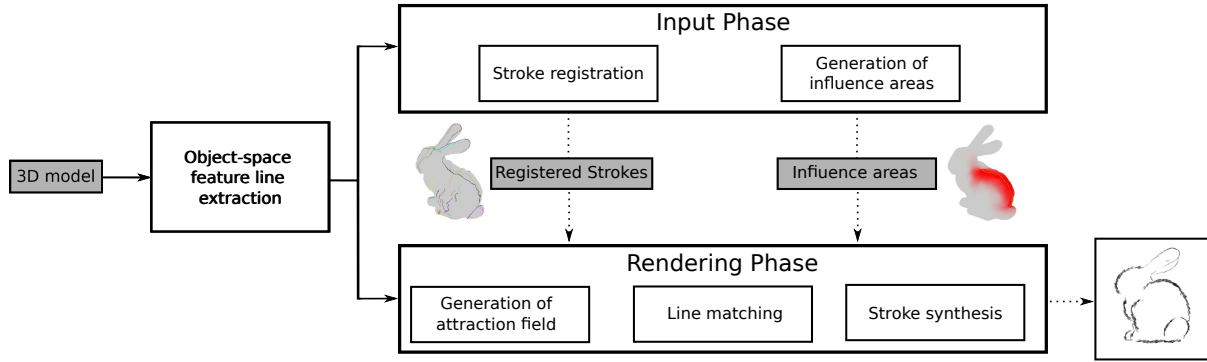 Input Phase
Stroke registration
Generation of
influence areas
3D model
Object-space
feature line
extraction
Registered Strokes
Influence areas
Rendering Phase
Generation of
attraction field
Line matching
Stroke synthesis